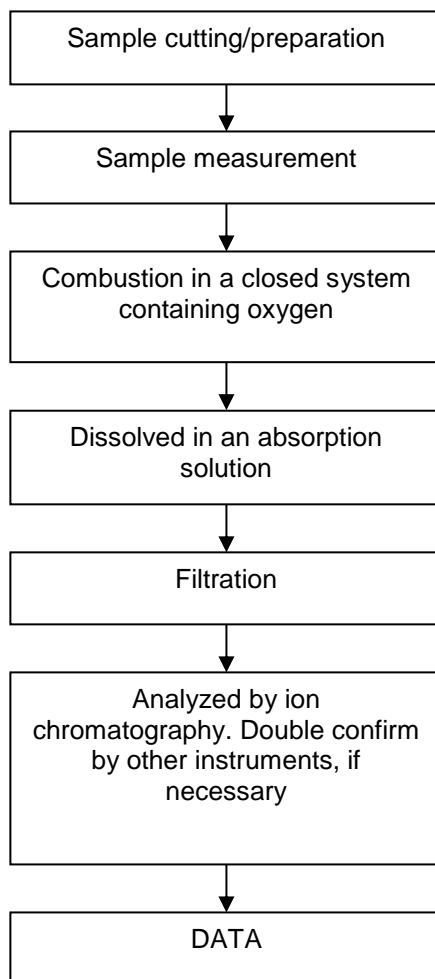 Sample cutting/preparation
Sample measurement
Combustion in a closed system
containing oxygen
Dissolved in an absorption
solution
Filtration
Analyzed by ion
chromatography. Double confirm
by other instruments, if
necessary
DATA